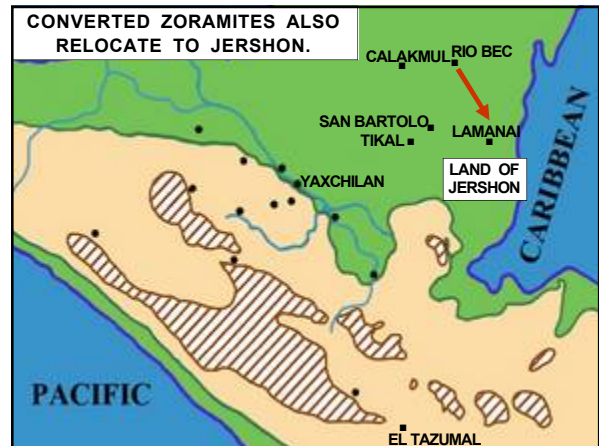 CONVERTED ZORAMITES ALSO
RELOCATE TO JERSHON.
CALAKMUL
RIO BEC
SAN BARTOLO
TIKAL
LAMANAI
LAND OF
JERSHON
YAXCHILAN
CARIBBEAN
PACIFIC
EL TAZUMAL